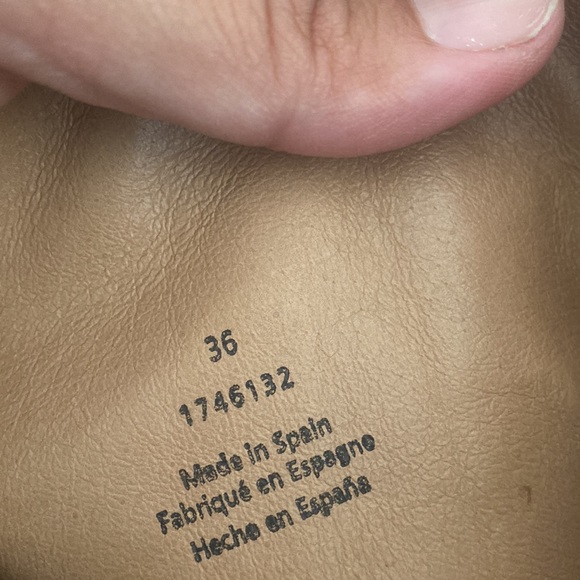 36
1746132
Made in Spain
Fabriqué en Espagne
Hecho en España